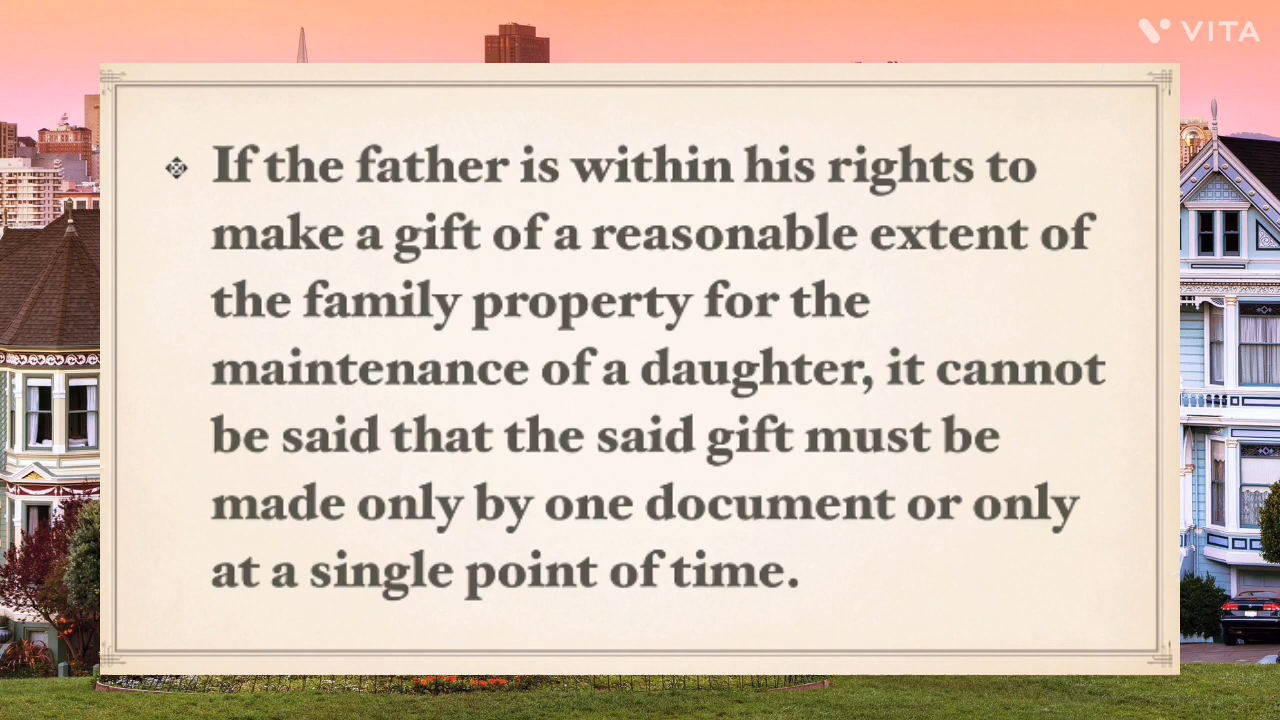 VITA
If the father is within his rights to
make a gift of a reasonable extent of
the family property for the
maintenance of a daughter, it cannot
be said that the said gift must be
made only by one document or only
at a single point of time.